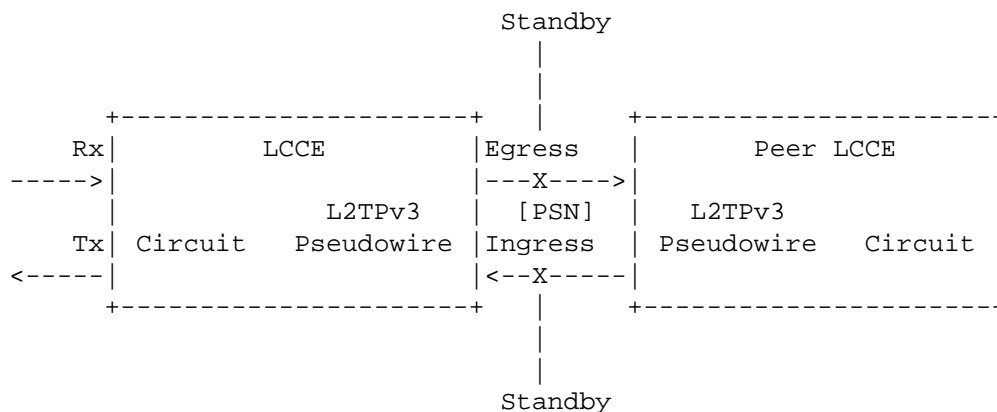 Standby
Rx LCCE Egress Peer LCCE
X
L2TPv3 [PSN] L2TPv3
Tx Circuit Pseudowire Ingress Pseudowire Circuit
X
Standby